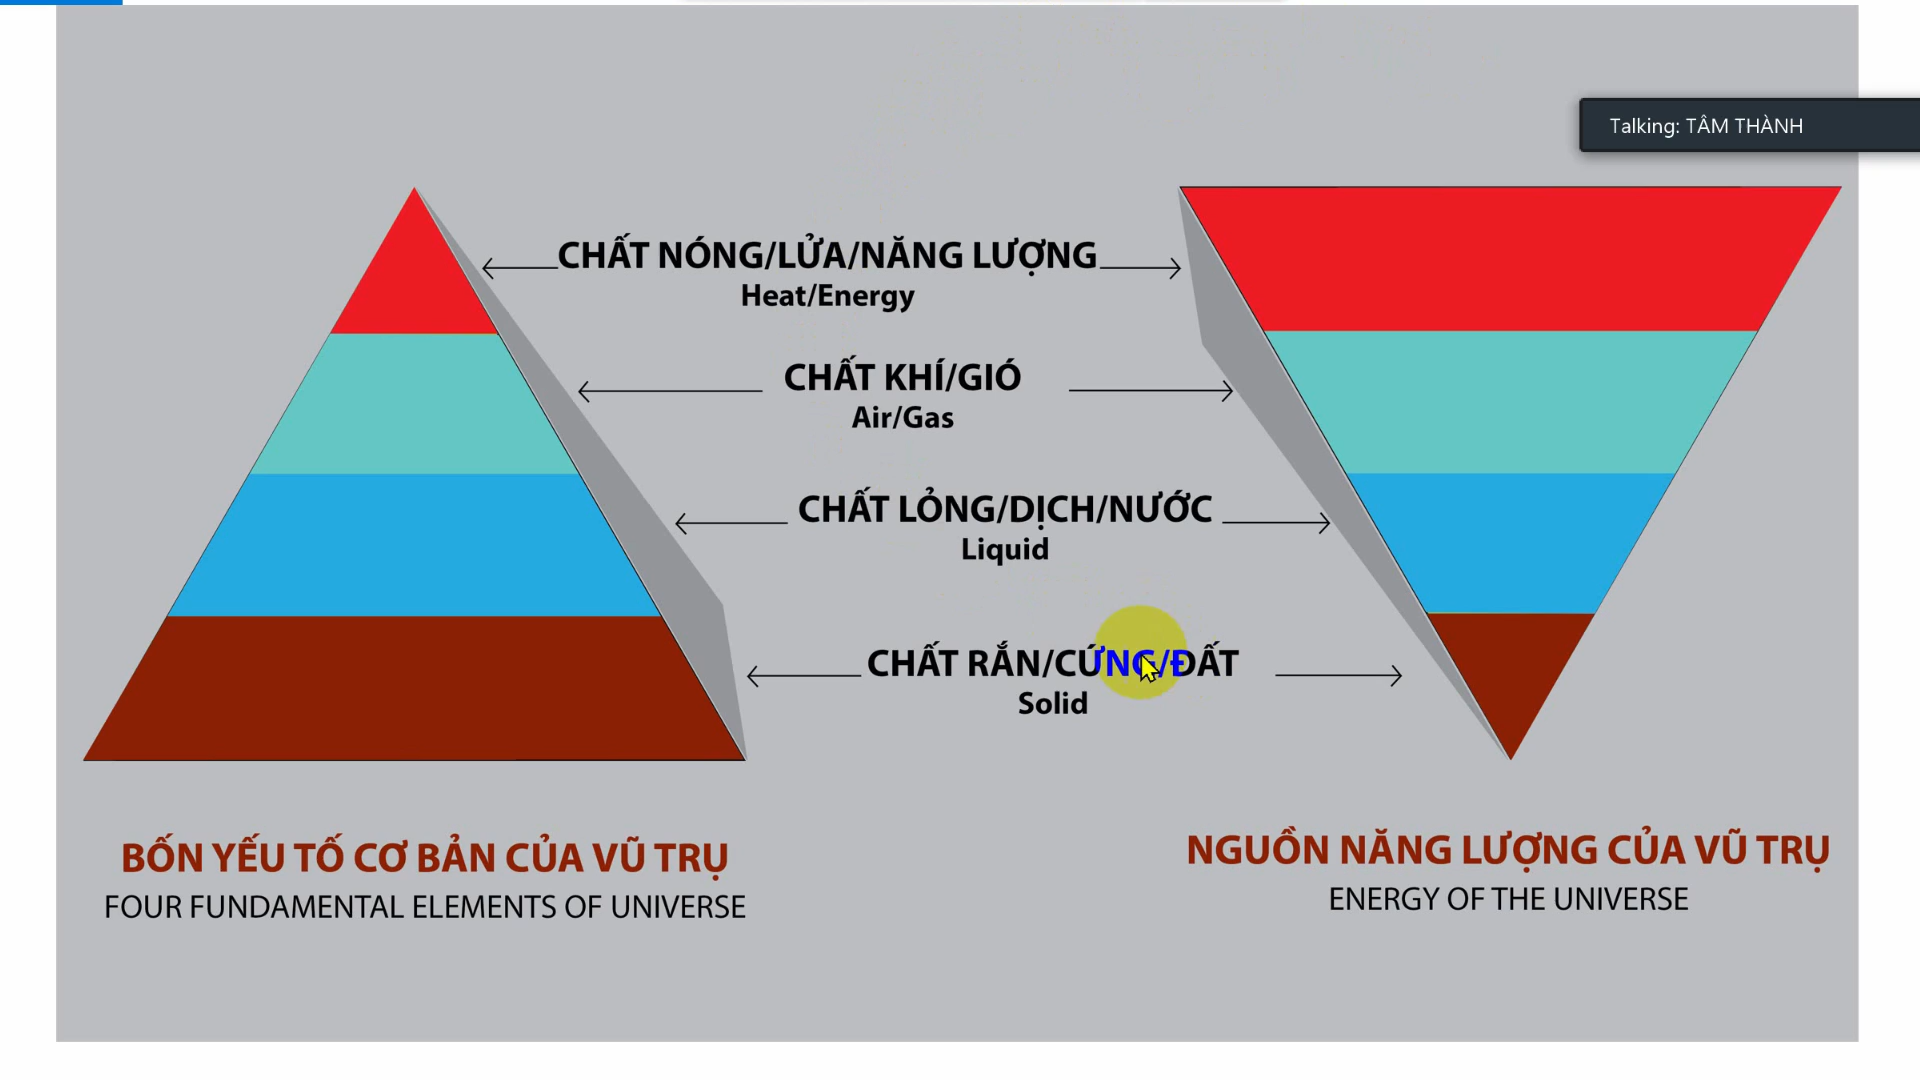 Talking: TÂM THÀNH
CHẤT NÓNG/LỬA/NĂNG LƯỢNG
Heat/Energy
CHẤT KHÍ/GIÓ
Air/Gas
CHẤT LỎNG/DỊCH/NƯỚC
Liquid
CHẤT RẮN/CỨNG/ĐẤT
Solid
BỐN YẾU TỐ CƠ BẢN CỦA VŨ TRỤ
FOUR FUNDAMENTAL ELEMENTS OF UNIVERSE
NGUỒN NĂNG LƯỢNG CỦA VŨ TRỤ
ENERGY OF THE UNIVERSE